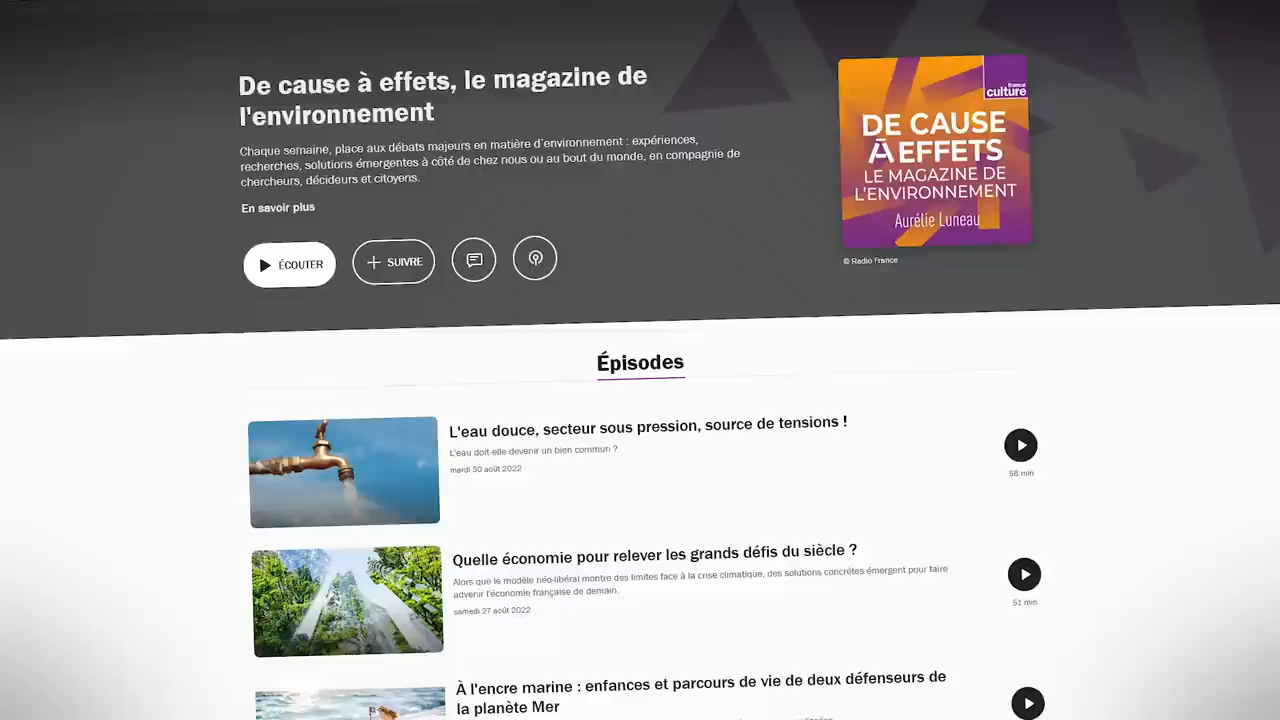 De cause à effets, le magazine de
l'environnement
Chaque semaine, place aux débats majeurs en matière d'environnement : expériences,
recherches, solutions émergentes à côté de chez nous ou au bout du monde, en compagnie de
chercheurs, décideurs et citoyens.
En savoir plus
ÉCOUTER
SUIVRE
france
culture
DE CAUSE
À EFFETS
LE MAGAZINE DE
L'ENVIRONNEMENT
Aurélie Luneau
© Radio France
Épisodes
L'eau douce, secteur sous pression, source de tensions !
L'eau doit-elle devenir un bien commun ?
mardi 30 août 2022
58 min
Quelle économie pour relever les grands défis du siècle ?
Alors que le modèle néo-libéral montre des limites face à la crise climatique, des solutions concrètes émergent pour faire
advenir l'économie française de demain.
samedi 27 août 2022
51 min
À l'encre marine : enfances et parcours de vie de deux défenseurs de
la planète Mer